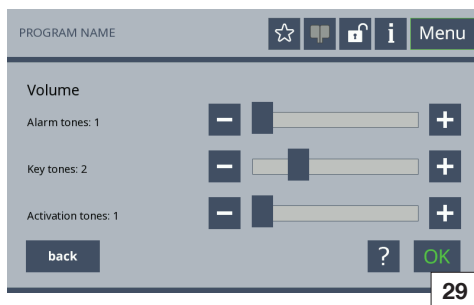 PROGRAM NAME i Menu
Volume
Alarm tones: 1 − +
Key tones: 2 − +
Activation tones: 1 − +
back ? OK
29